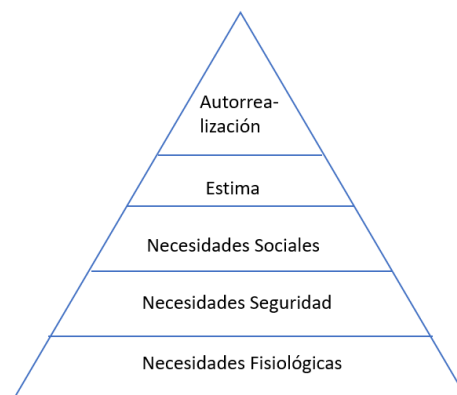 Autorrea-
lización
Estima
Necesidades Sociales
Necesidades Seguridad
Necesidades Fisiológicas